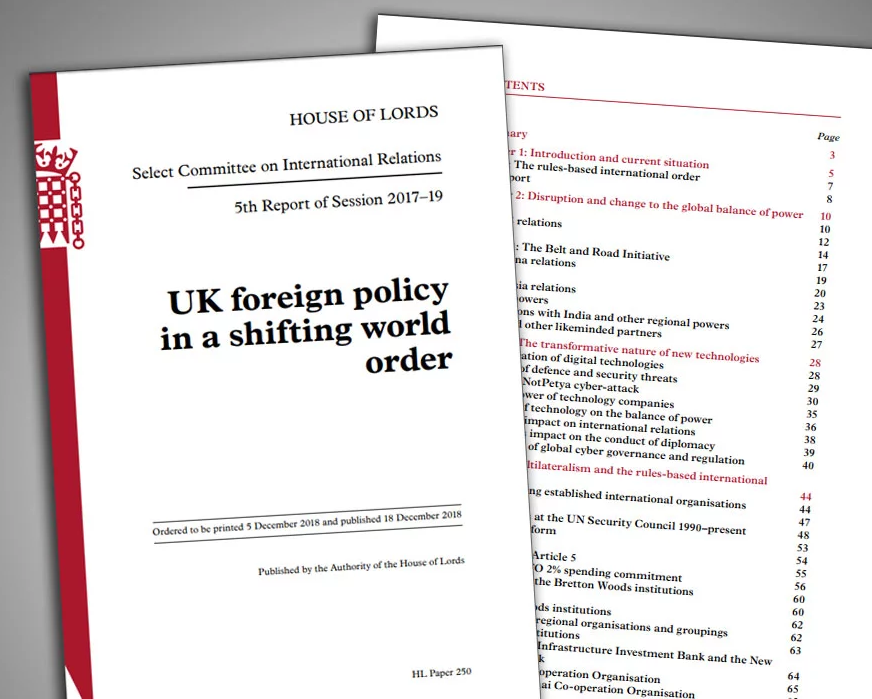 HOUSE OF LORDS
Select Committee on International Relations
5th Report of Session 2017–19
UK foreign policy
in a shifting world
order
Ordered to be printed 5 December 2018 and published 18 December 2018
Published by the Authority of the House of Lords
HL Paper 250
TENTS
Page
ary 3
r 1: Introduction and current situation 5
The rules-based international order 7
port 8
2: Disruption and change to the global balance of power 10
10
relations 12
14
: The Belt and Road Initiative 17
na relations 19
20
ia relations 23
owers 24
ons with India and other regional powers 26
l other likeminded partners 27
The transformative nature of new technologies 28
ation of digital technologies 28
of defence and security threats 29
NotPetya cyber-attack 30
ower of technology companies 35
f technology on the balance of power 36
impact on international relations 38
impact on the conduct of diplomacy 39
of global cyber governance and regulation 40
ltilateralism and the rules-based international
44
ng established international organisations 44
47
at the UN Security Council 1990–present 48
form 53
54
Article 5 55
O 2% spending commitment 56
the Bretton Woods institutions 60
60
ods institutions 62
regional organisations and groupings 62
titutions 63
Infrastructure Investment Bank and the New
k 64
operation Organisation 65
ai Co-operation Organisation